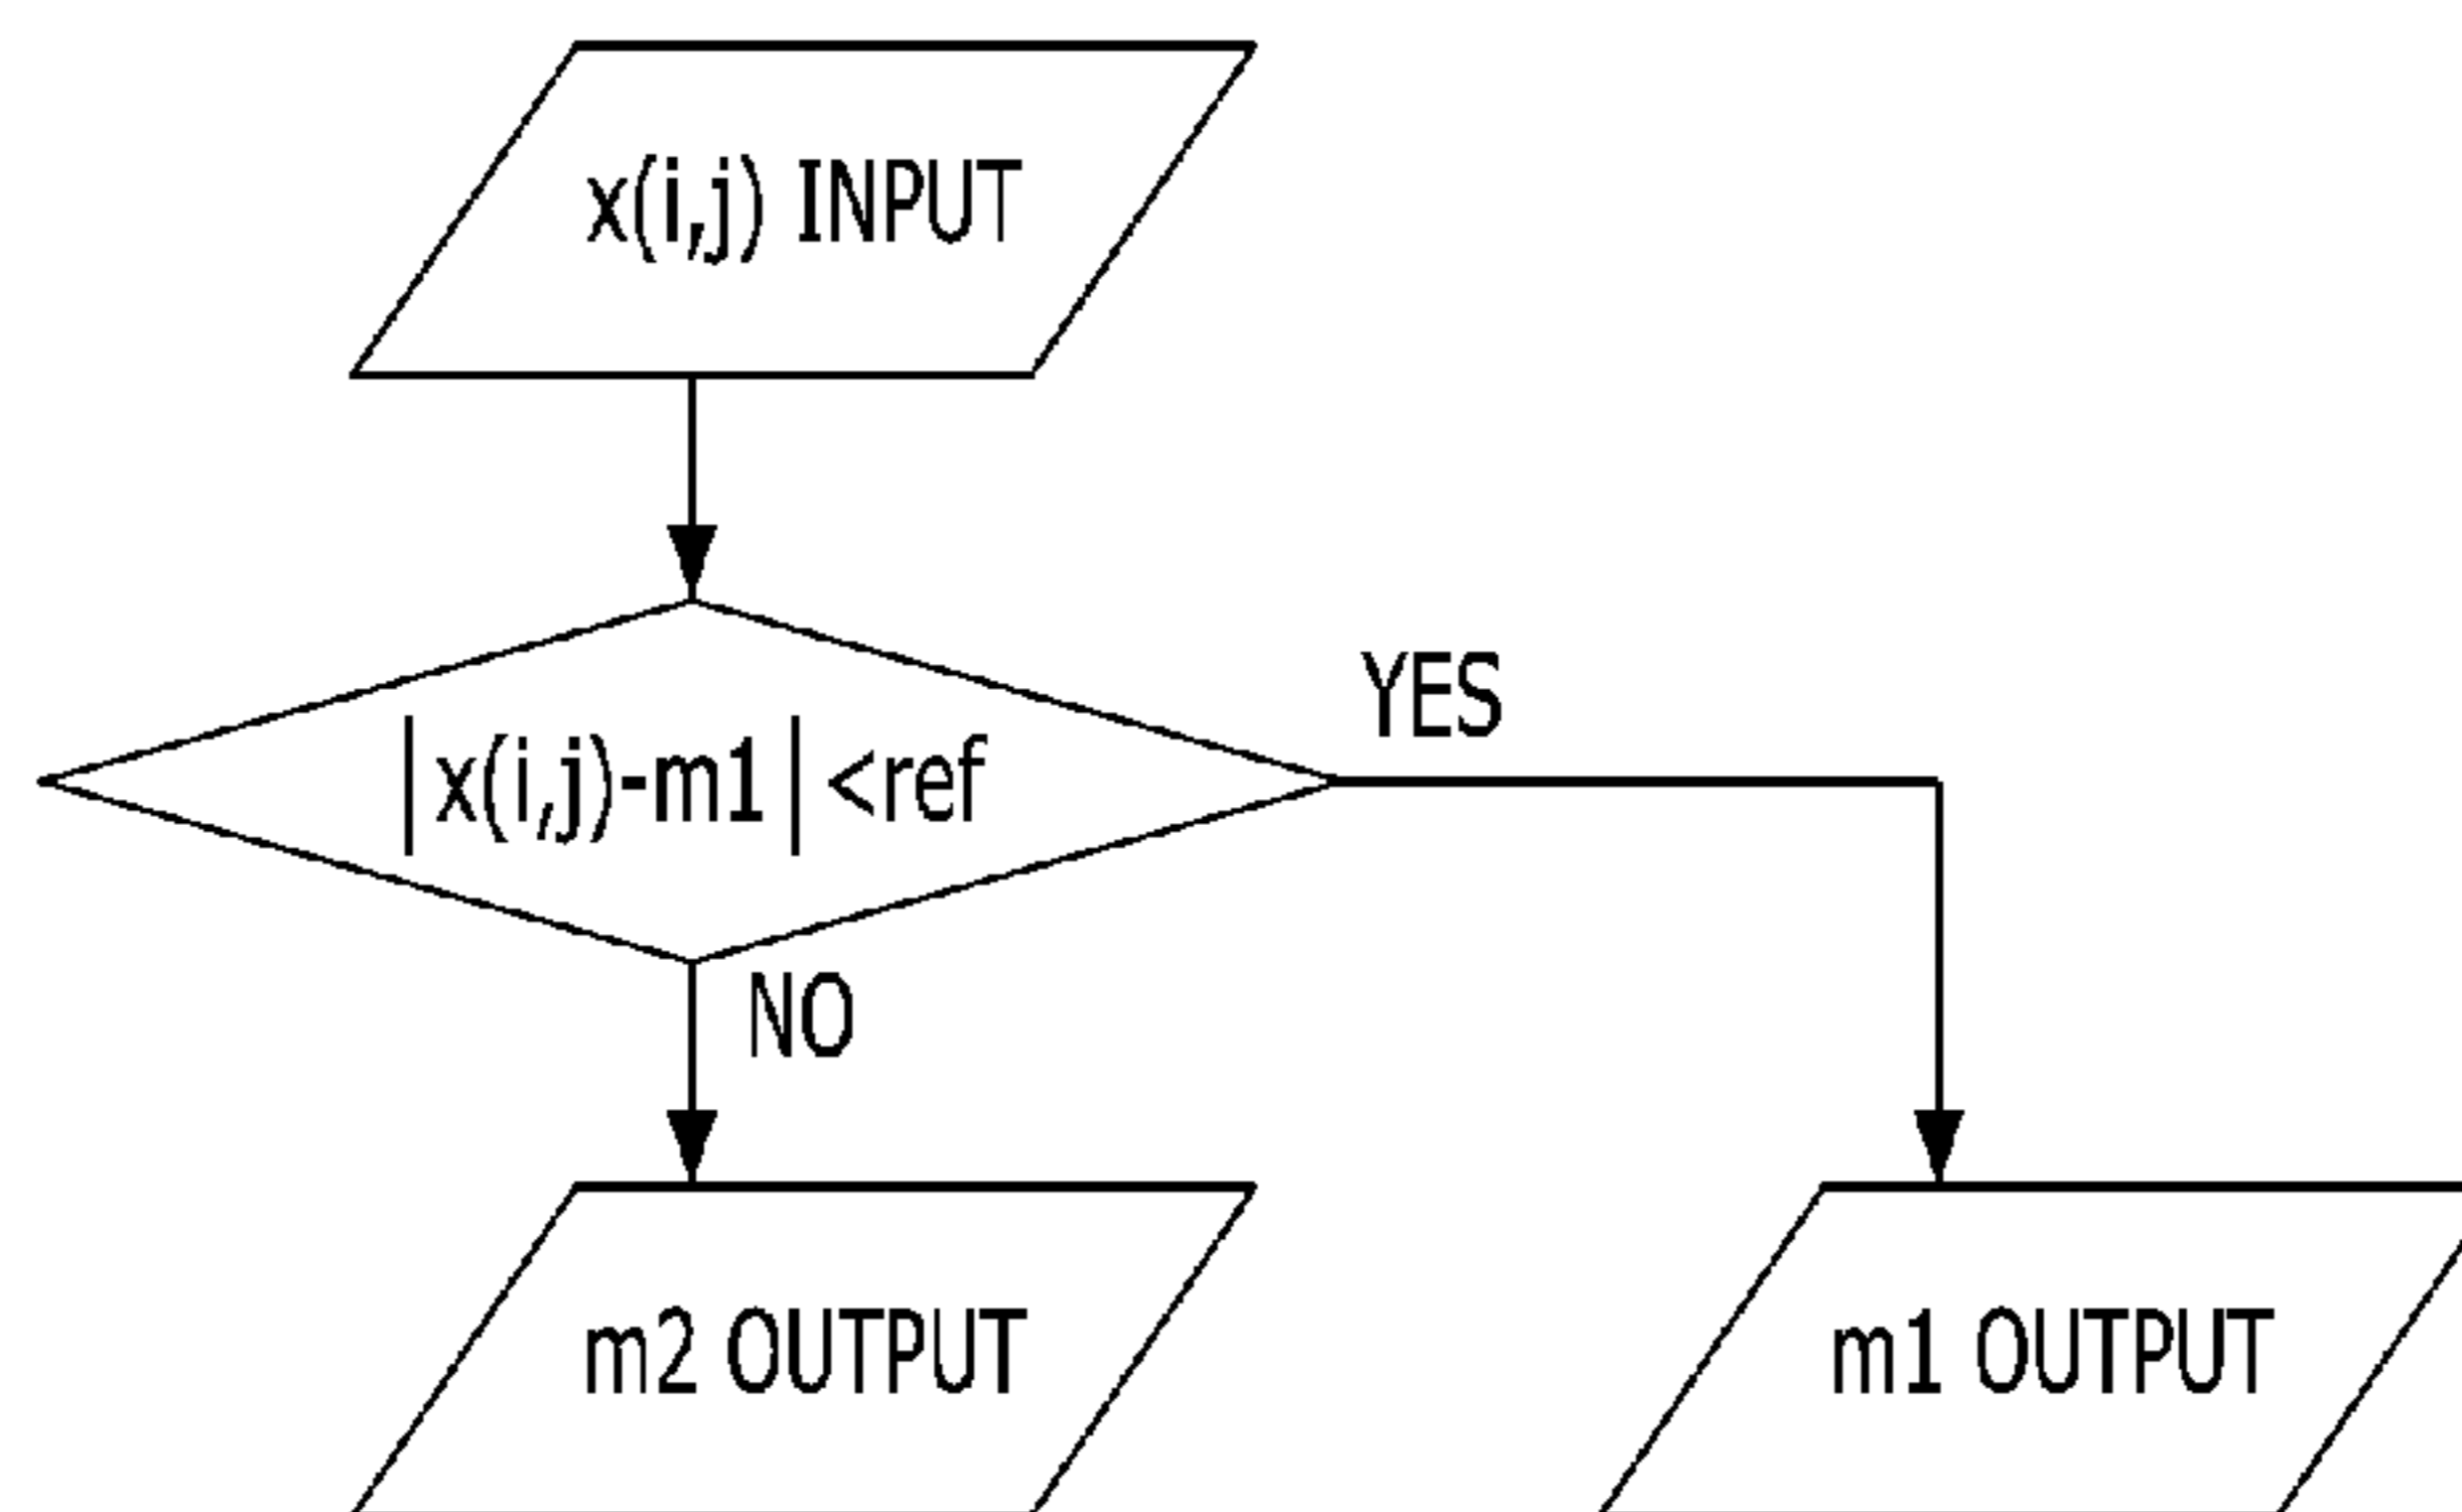 x(i,j) INPUT
|x(i,j)-m1|<ref
YES
NO
m2 OUTPUT
m1 OUTPUT